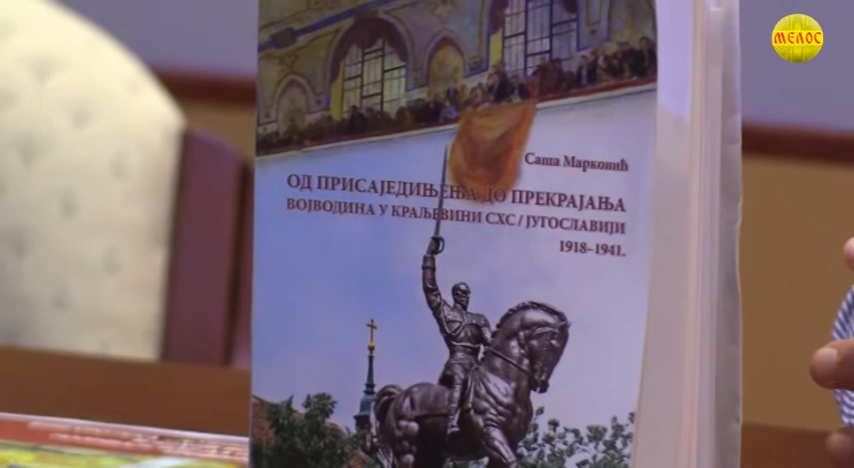 МЕЛОС
Саша Марковић
ОД ПРИСАЈЕДИЊЕЊА ДО ПРЕКРАЈАЊА
ВОЈВОДИНА У КРАЉЕВИНИ СХС / ЈУГОСЛАВИЈИ
1918–1941.